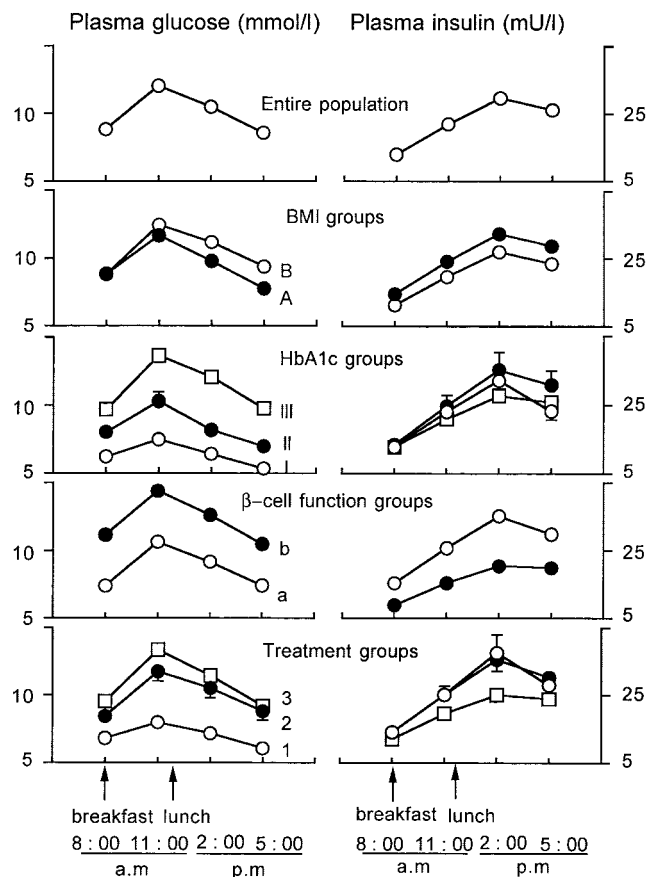 Plasma glucose (mmol/l) Plasma insulin (mU/l)
Entire population
10 25
5 5
BMI groups
10 B 25
A
5 5
HbA1c groups
III
10 25
II
5 I 5
β-cell function groups
10 b 25
a
5 5
Treatment groups
10 3 25
2
1
5 5
breakfast lunch breakfast lunch
8 : 00 11 : 00 2 : 00 5 : 00 8 : 00 11 : 00 2 : 00 5 : 00
a.m p.m a.m p.m